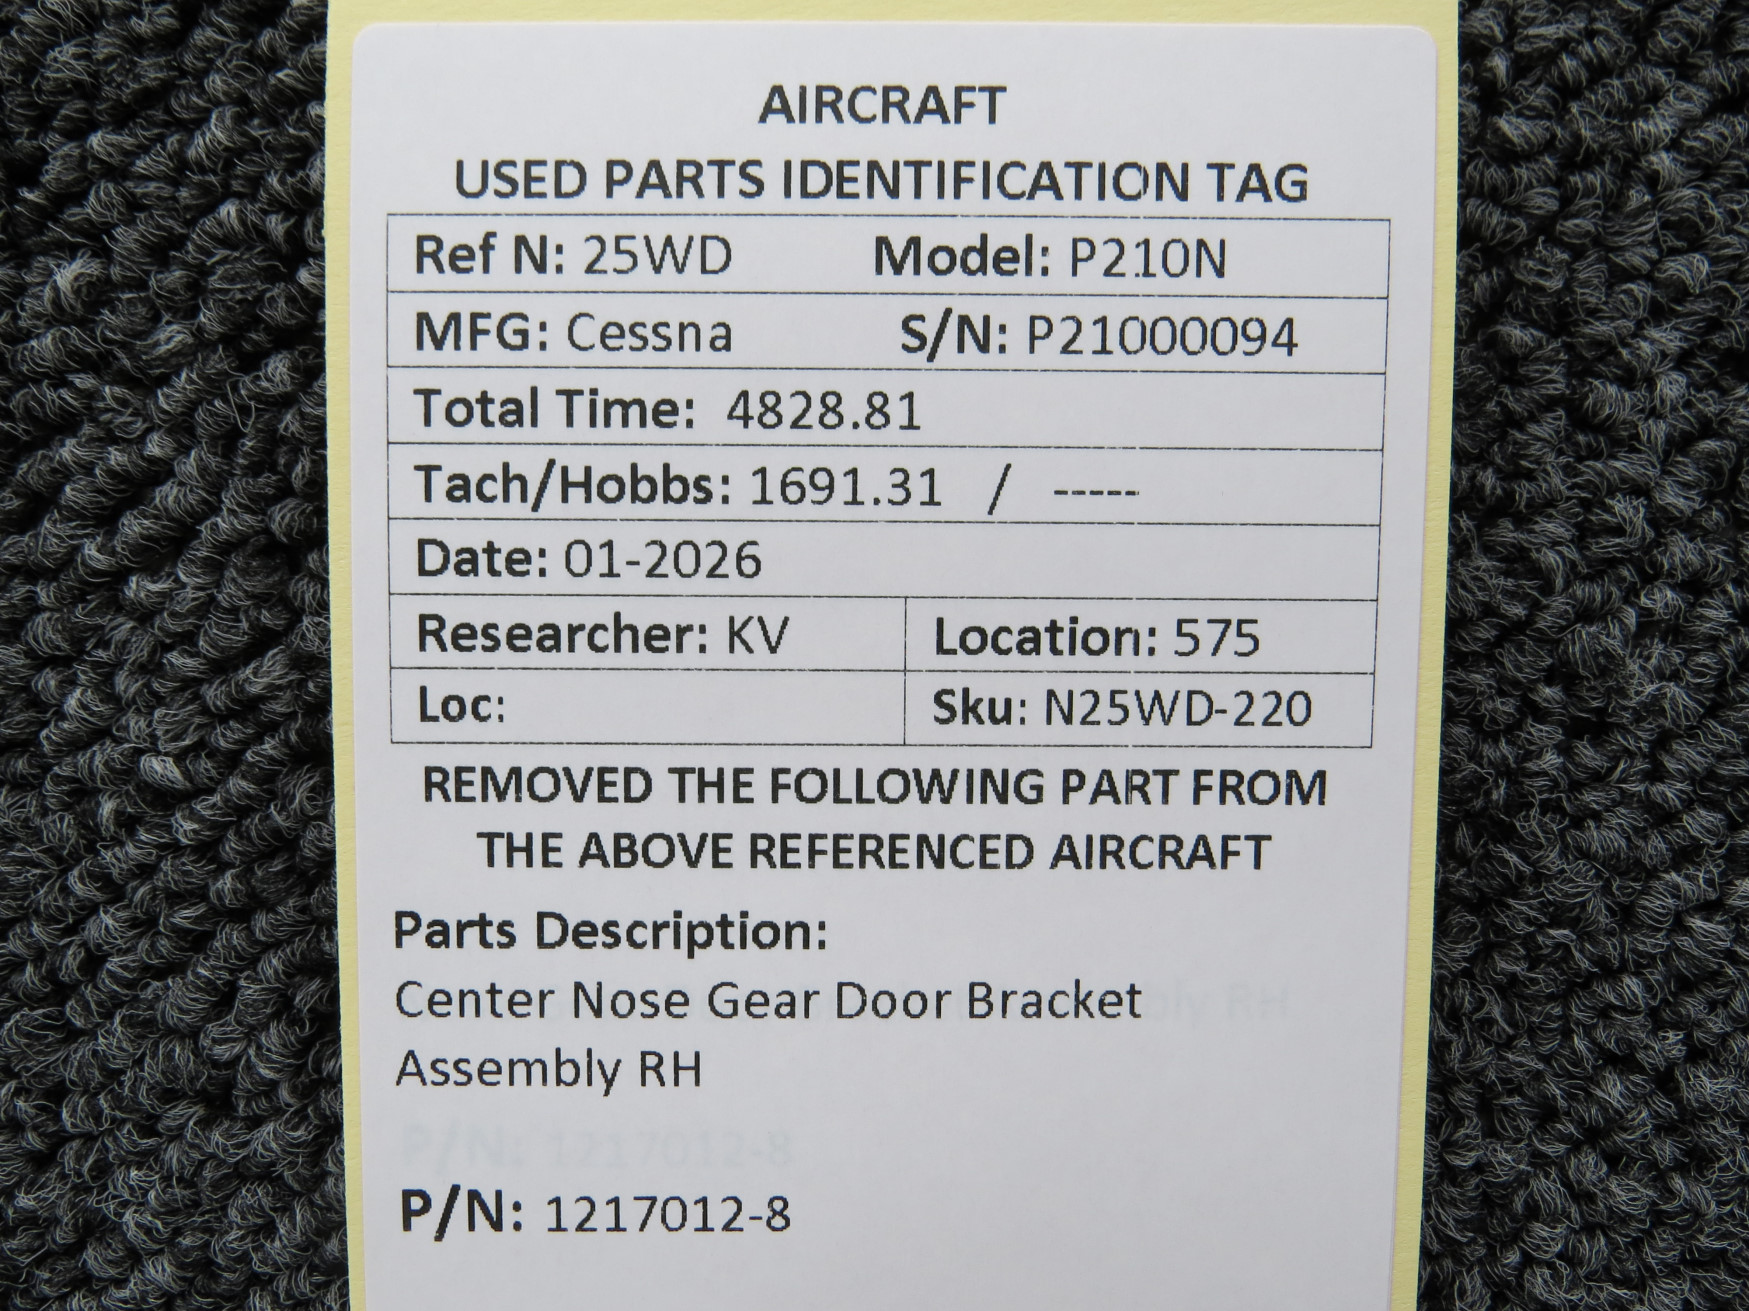 AIRCRAFT
USED PARTS IDENTIFICATION TAG
Ref N: 25WD Model: P210N
MFG: Cessna S/N: P21000094
Total Time: 4828.81
Tach/Hobbs: 1691.31 / -----
Date: 01-2026
Researcher: KV Location: 575
Loc: Sku: N25WD-220
REMOVED THE FOLLOWING PART FROM
THE ABOVE REFERENCED AIRCRAFT
Parts Description:
Center Nose Gear Door Bracket
Assembly RH
P/N: 1217012-8
P/N: 1217012-8